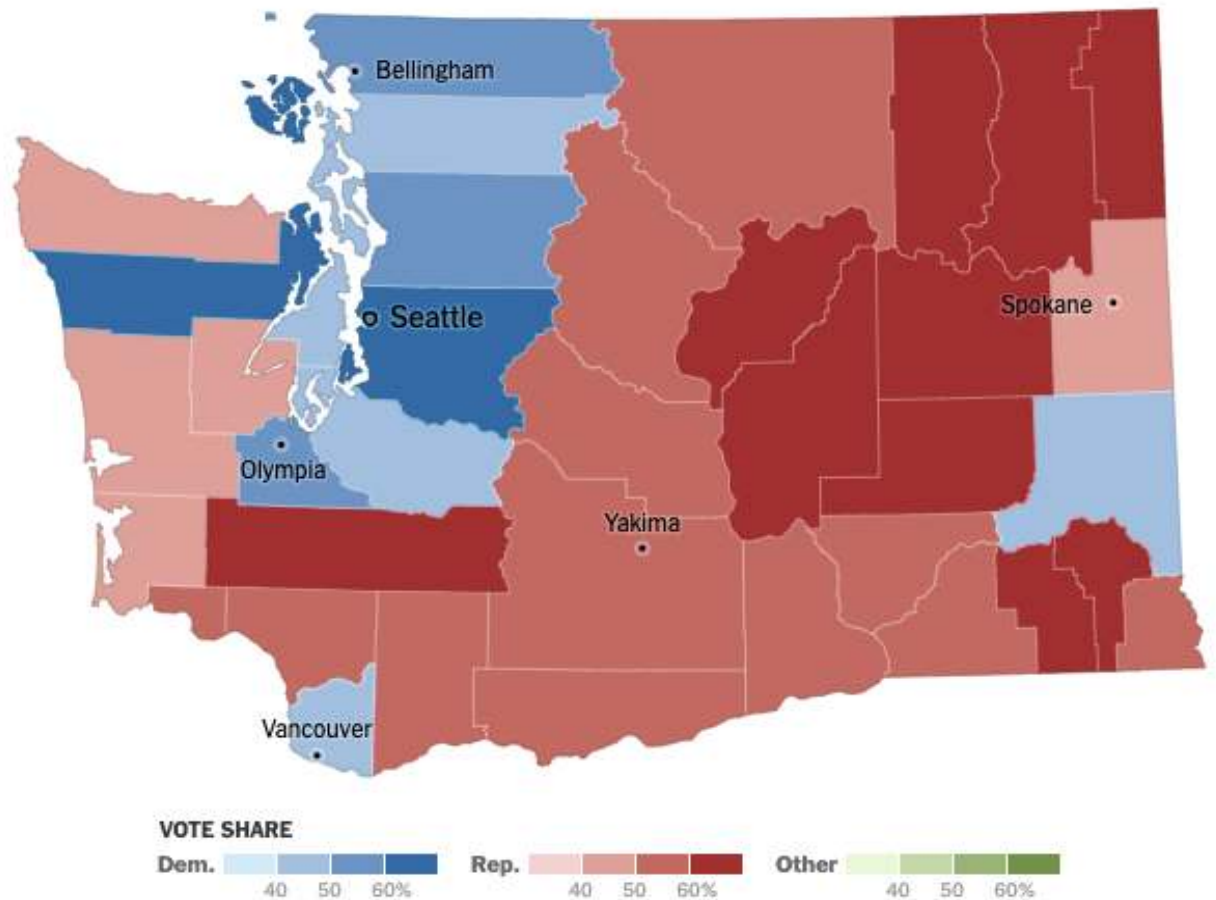 Bellingham
Seattle
Spokane
Olympia
Yakima
Vancouver
VOTE SHARE
Dem. Rep. Other
40 50 60% 40 50 60% 40 50 60%